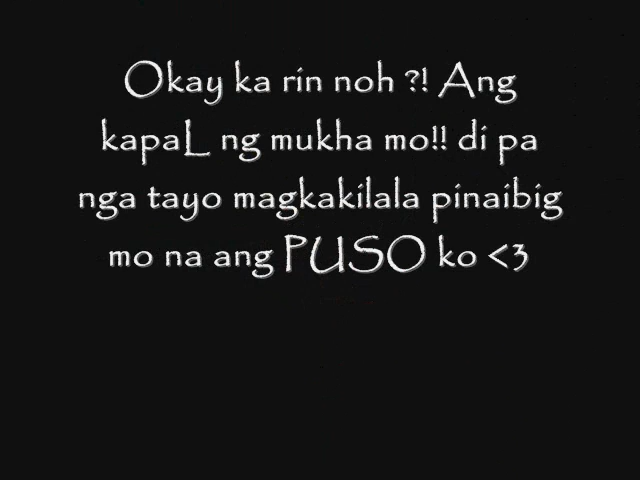 Okay ka rin noh ?! Ang
kapaL ng mukha mo!! di pa
nga tayo magkakilala pinaibig
mo na ang PUSO ko <3